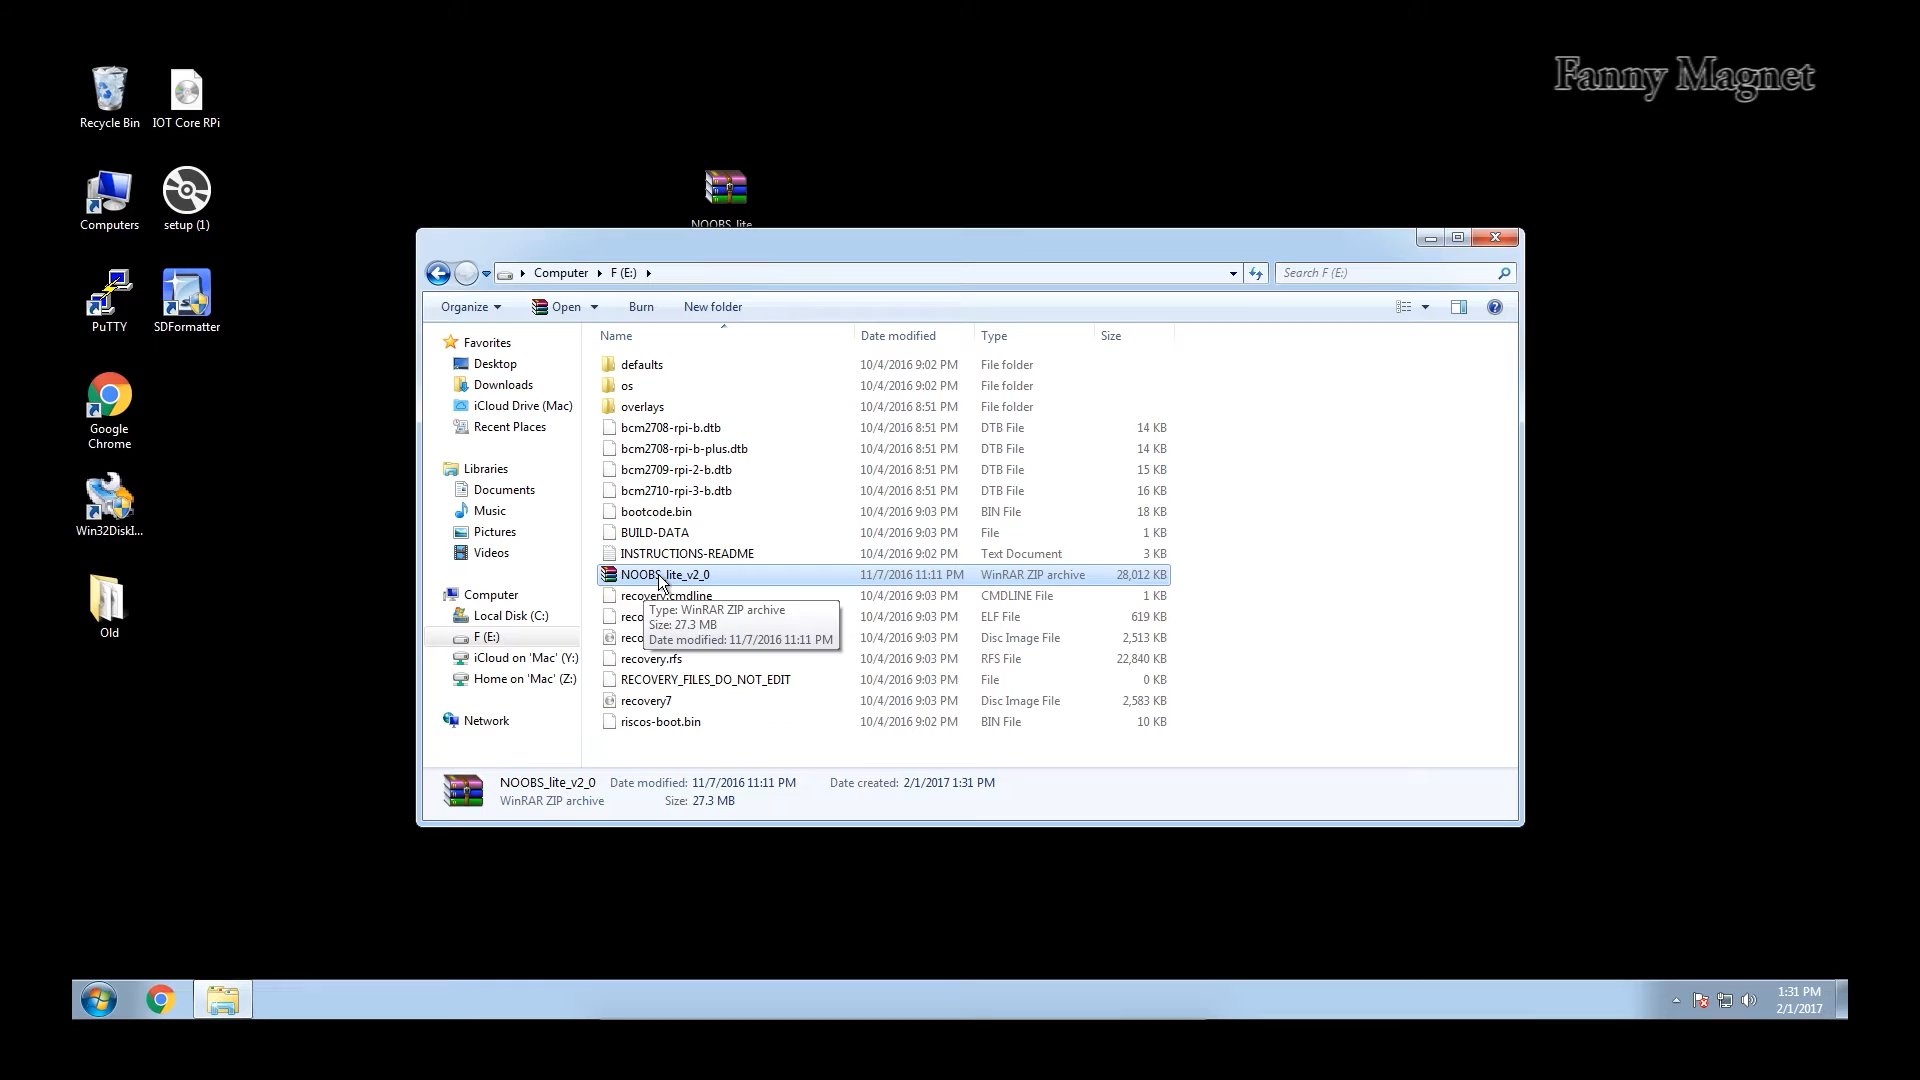 Fanny Magnet
Recycle Bin
IOT Core RPi
Computers
setup (1)
NOOBS_lite
PuTTY
SDFormatter
Google
Chrome
Win32DiskI...
Old
Computer
F (E:)
Search F (E:)
Organize
Open
Burn
New folder
Favorites
Desktop
Downloads
iCloud Drive (Mac)
Recent Places
Libraries
Documents
Music
Pictures
Videos
Computer
Local Disk (C:)
F (E:)
iCloud on 'Mac' (Y:)
Home on 'Mac' (Z:)
Network
Name Date modified Type Size
defaults 10/4/2016 9:02 PM File folder
os 10/4/2016 9:02 PM File folder
overlays 10/4/2016 8:51 PM File folder
bcm2708-rpi-b.dtb 10/4/2016 8:51 PM DTB File 14 KB
bcm2708-rpi-b-plus.dtb 10/4/2016 8:51 PM DTB File 14 KB
bcm2709-rpi-2-b.dtb 10/4/2016 8:51 PM DTB File 15 KB
bcm2710-rpi-3-b.dtb 10/4/2016 8:51 PM DTB File 16 KB
bootcode.bin 10/4/2016 9:03 PM BIN File 18 KB
BUILD-DATA 10/4/2016 9:03 PM File 1 KB
INSTRUCTIONS-README 10/4/2016 9:02 PM Text Document 3 KB
NOOBS_lite_v2_0 11/7/2016 11:11 PM WinRAR ZIP archive 28,012 KB
recovery.cmdline 10/4/2016 9:03 PM CMDLINE File 1 KB
reco 10/4/2016 9:03 PM ELF File 619 KB
reco 10/4/2016 9:03 PM Disc Image File 2,513 KB
recovery.rfs 10/4/2016 9:03 PM RFS File 22,840 KB
RECOVERY_FILES_DO_NOT_EDIT 10/4/2016 9:03 PM File 0 KB
recovery7 10/4/2016 9:03 PM Disc Image File 2,583 KB
riscos-boot.bin 10/4/2016 9:02 PM BIN File 10 KB
Type: WinRAR ZIP archive
Size: 27.3 MB
Date modified: 11/7/2016 11:11 PM
NOOBS_lite_v2_0 Date modified: 11/7/2016 11:11 PM Date created: 2/1/2017 1:31 PM
WinRAR ZIP archive Size: 27.3 MB
1:31 PM
2/1/2017